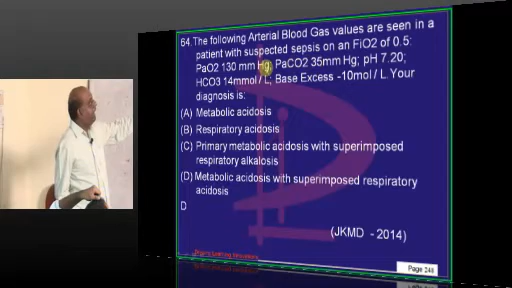 64.The following Arterial Blood Gas values are seen in a
patient with suspected sepsis on an FiO2 of 0.5:
PaO2 130 mm Hg; PaCO2 35mm Hg; pH 7.20;
HCO3 14mmol / L; Base Excess -10mol / L. Your
diagnosis is:
(A) Metabolic acidosis
(B) Respiratory acidosis
(C) Primary metabolic acidosis with superimposed
respiratory alkalosis
(D) Metabolic acidosis with superimposed respiratory
acidosis
D
(JKMD - 2014)
Page 248